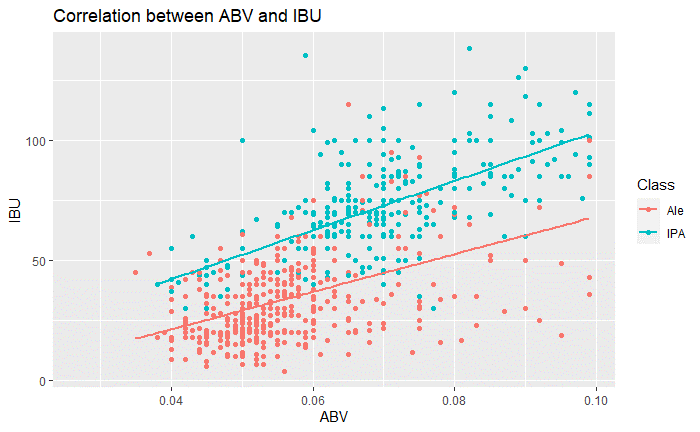 Correlation between ABV and IBU
IBU
100
50
0
0.04
0.06
0.08
0.10
ABV
Class
Ale
IPA